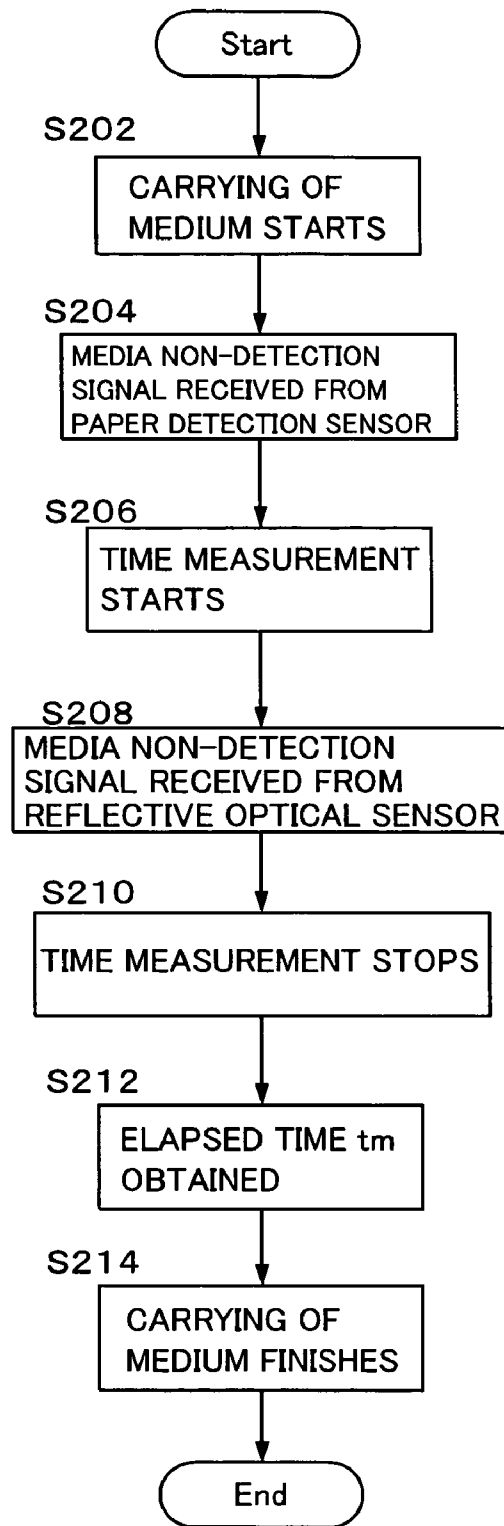 Start
S202
CARRYING OF
MEDIUM STARTS
S204
MEDIA NON-DETECTION
SIGNAL RECEIVED FROM
PAPER DETECTION SENSOR
S206
TIME MEASUREMENT
STARTS
S208
MEDIA NON-DETECTION
SIGNAL RECEIVED FROM
REFLECTIVE OPTICAL SENSOR
S210
TIME MEASUREMENT STOPS
S212
ELAPSED TIME tm
OBTAINED
S214
CARRYING OF
MEDIUM FINISHES
End